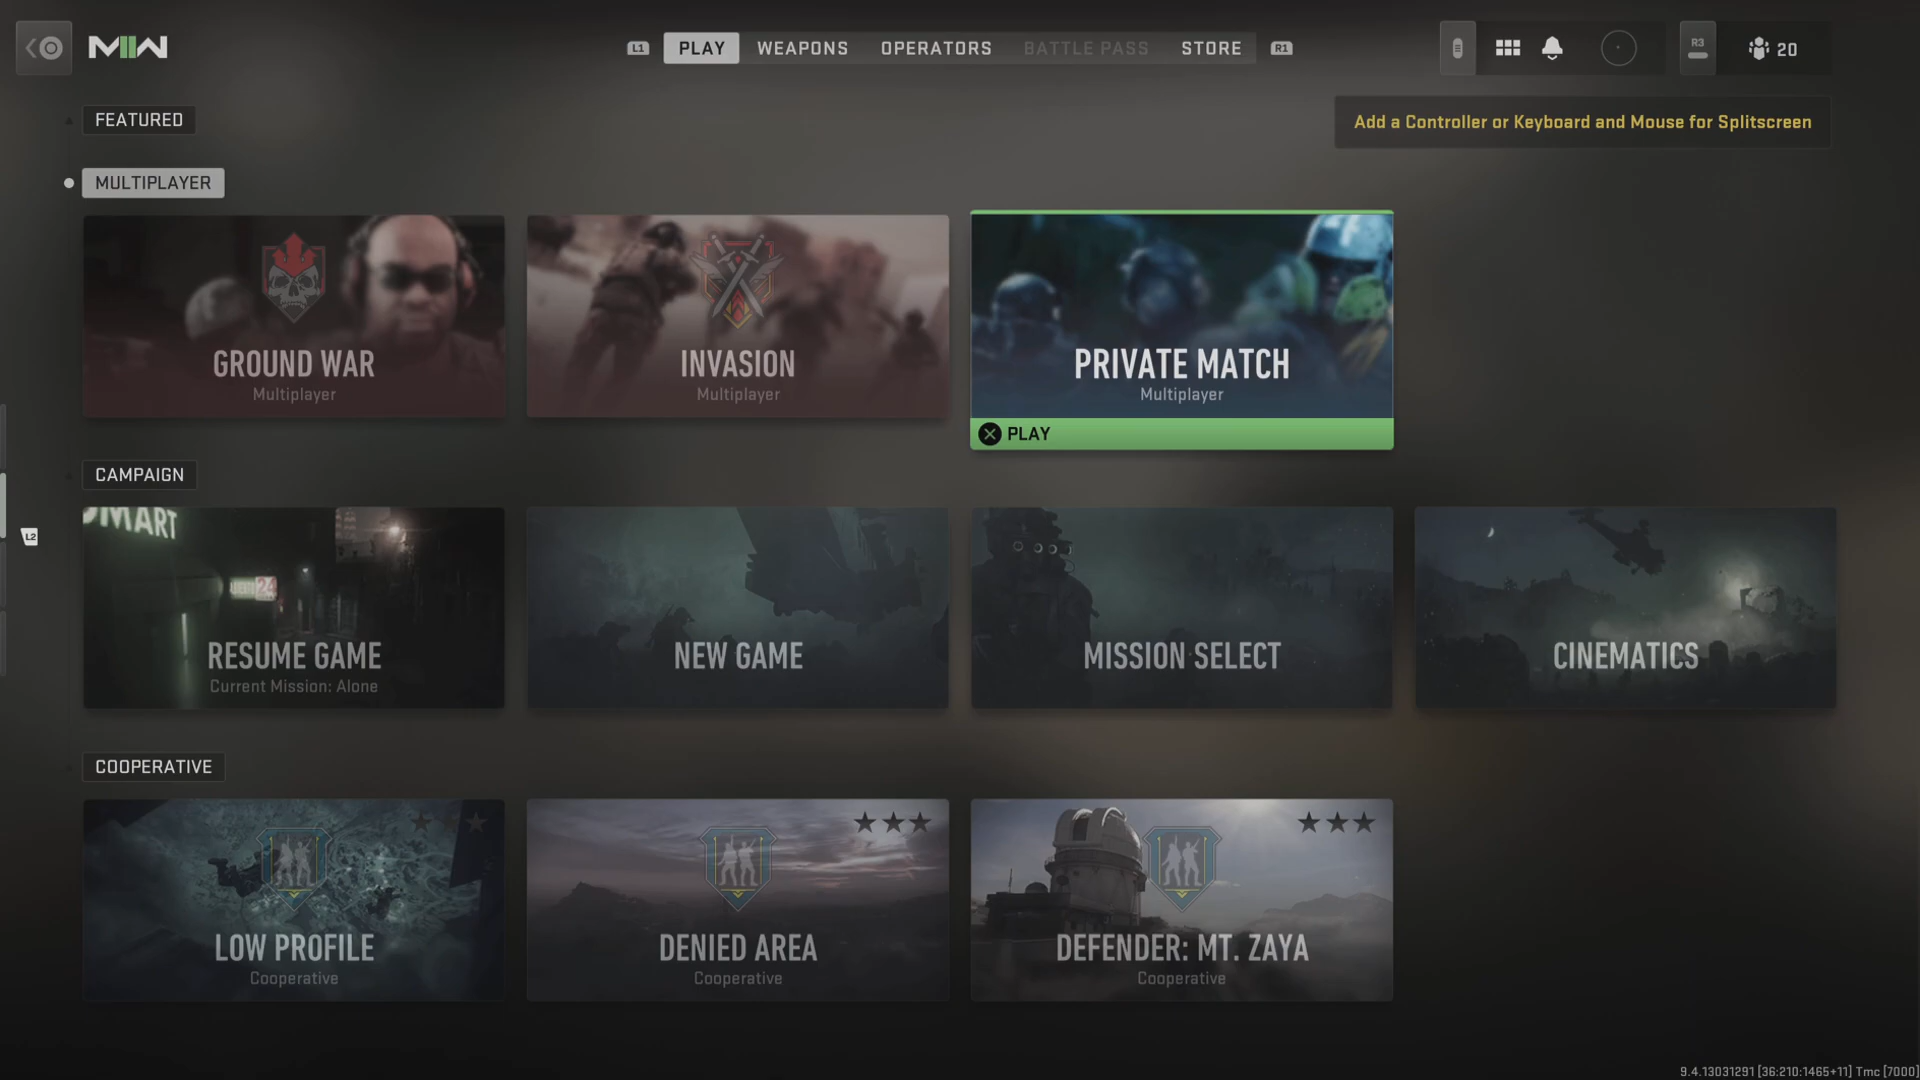 MIIW
L1 PLAY WEAPONS OPERATORS BATTLE PASS STORE R1
R3 20
FEATURED
Add a Controller or Keyboard and Mouse for Splitscreen
MULTIPLAYER
GROUND WAR
Multiplayer
INVASION
Multiplayer
PRIVATE MATCH
Multiplayer
PLAY
CAMPAIGN
L2
MART
24
RESUME GAME
Current Mission: Alone
NEW GAME
MISSION SELECT
CINEMATICS
COOPERATIVE
LOW PROFILE
Cooperative
DENIED AREA
Cooperative
DEFENDER: MT. ZAYA
Cooperative
9.4.13031291 [36:210:1465+11] Tmc [7000]